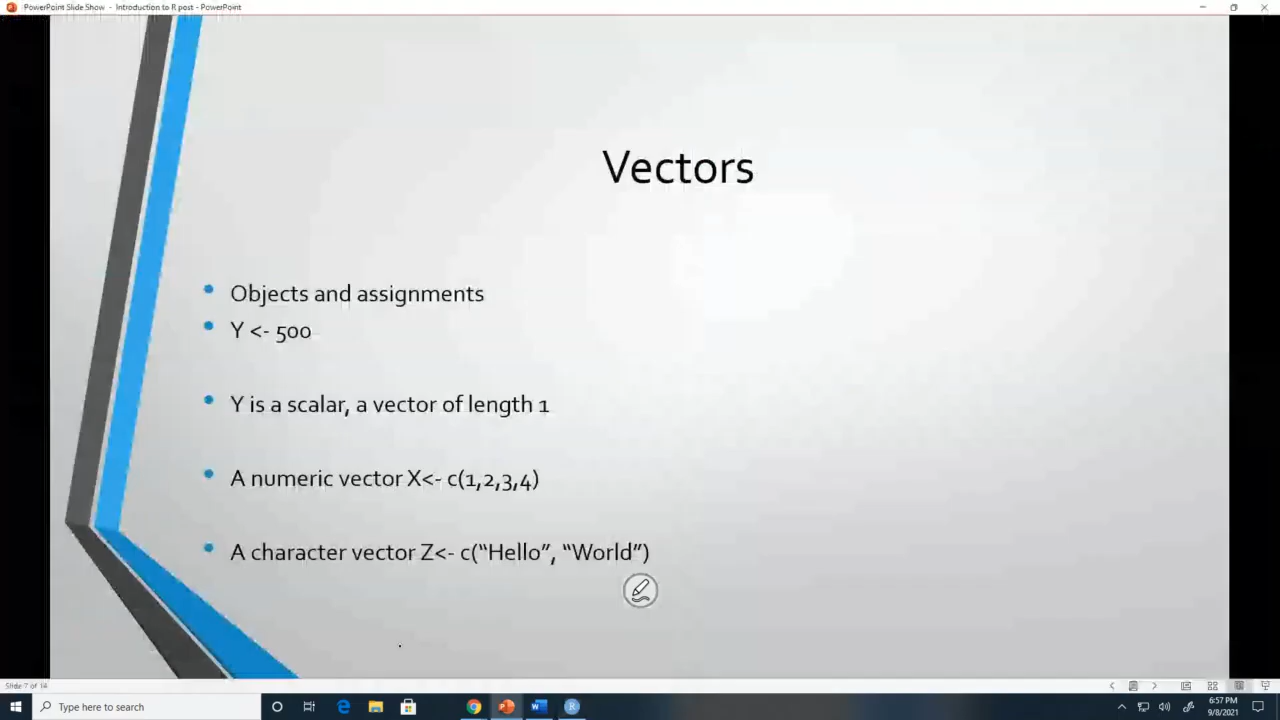 PowerPoint Slide Show - Introduction to R post - PowerPoint
Vectors
Objects and assignments
Y <- 500
Y is a scalar, a vector of length 1
A numeric vector X<- c(1,2,3,4)
A character vector Z<- c(“Hello”, “World”)
Slide 7 of 14
Type here to search
6:57 PM
9/8/2021